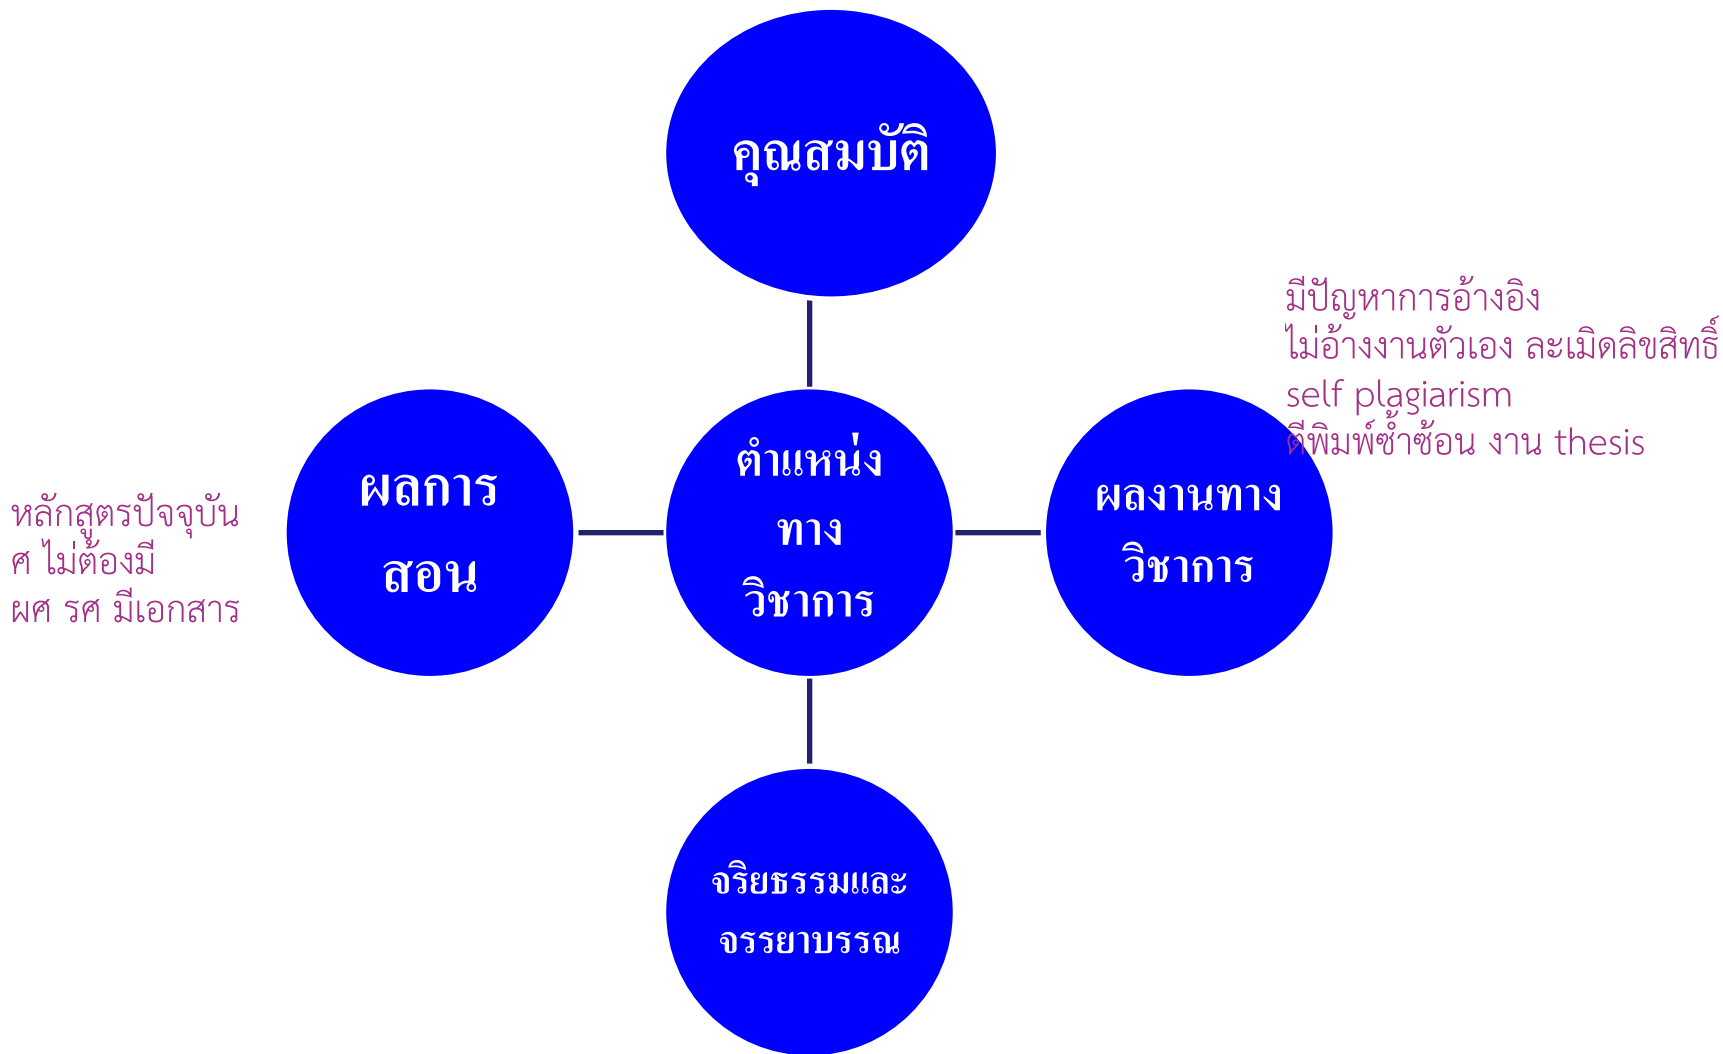 คุณสมบัติ
มีปัญหาการอ้างอิง
ไม่อ้างงานตัวเอง ละเมิดลิขสิทธิ์
self plagiarism
ตีพิมพ์ซ้ำซ้อน งาน thesis
หลักสูตรปัจจุบัน
ศ ไม่ต้องมี
ผศ รศ มีเอกสาร
ผลการ
สอน
ตำแหน่ง
ทาง
วิชาการ
ผลงานทาง
วิชาการ
จริยธรรมและ
จรรยาบรรณ